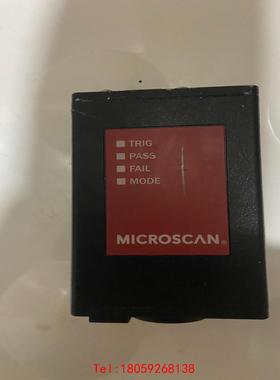 TRIG
PASS
FAIL
MODE
MICROSCAN®
Tel:18059268138